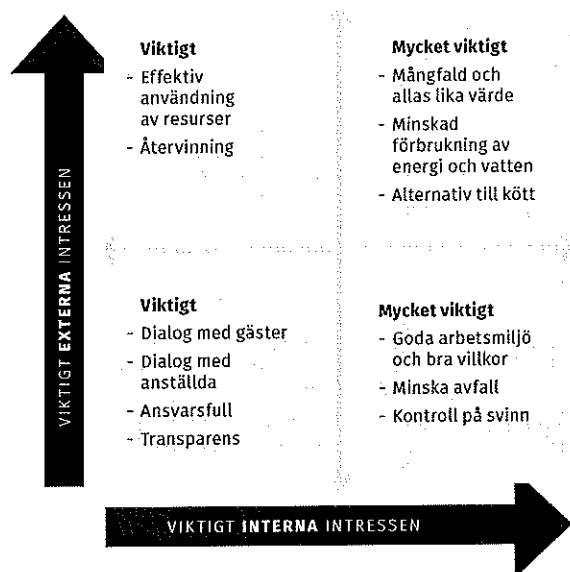 Viktigt
- Effektiv
användning
av resurser
- Återvinning
Mycket viktigt
- Mångfald och
allas lika värde
- Minskad
förbrukning av
energi och vatten
- Alternativ till kött
Viktigt
- Dialog med gäster
- Dialog med
anställda
- Ansvarsfull
- Transparens
Mycket viktigt
- Goda arbetsmiljö
och bra villkor
- Minska avfall
- Kontroll på svinn
VIKTIGT EXTERNA INTRESSEN
VIKTIGT INTERNA INTRESSEN